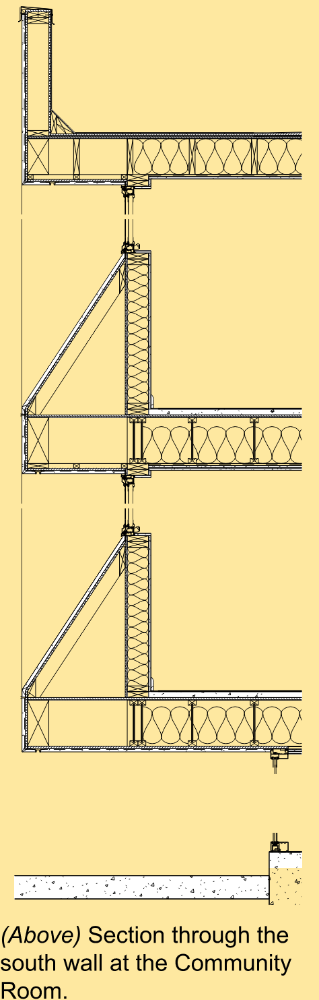 (Above) Section through the
south wall at the Community
Room.